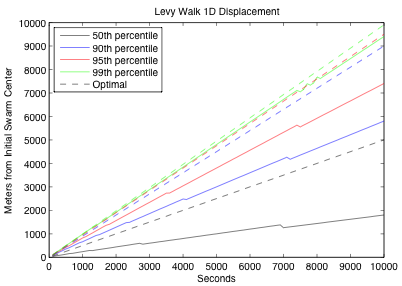 Levy Walk 1D Displacement
10000
9000
8000
7000
6000
5000
4000
3000
2000
1000
0
Meters from Initial Swarm Center
50th percentile
90th percentile
95th percentile
99th percentile
Optimal
0 1000 2000 3000 4000 5000 6000 7000 8000 9000 10000
Seconds